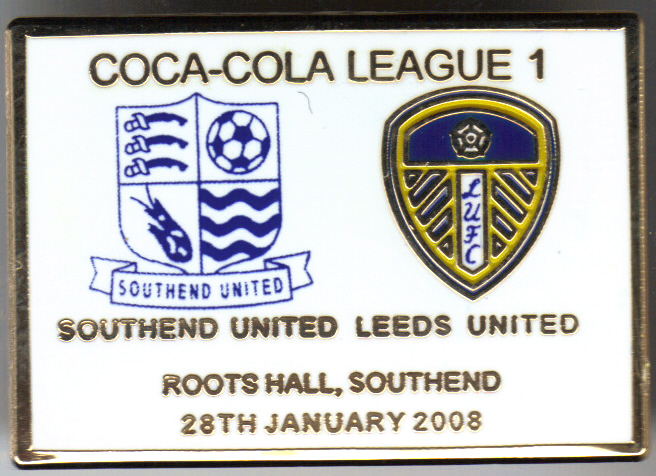 COCA-COLA LEAGUE 1
SOUTHEND UNITED
LUFC
SOUTHEND UNITED LEEDS UNITED
ROOTS HALL, SOUTHEND
28TH JANUARY 2008